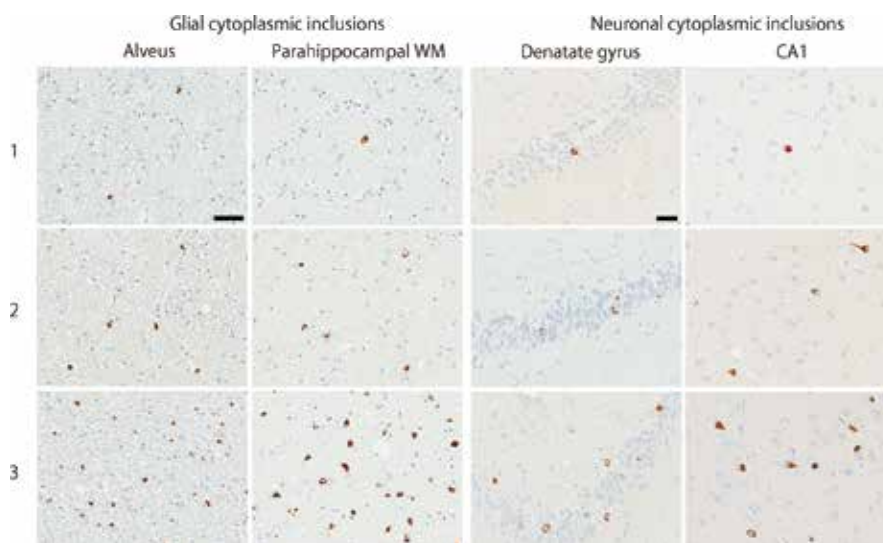 Glial cytoplasmic inclusions Neuronal cytoplasmic inclusions
Alveus Parahippocampal WM Denatate gyrus CA1
1
2
3